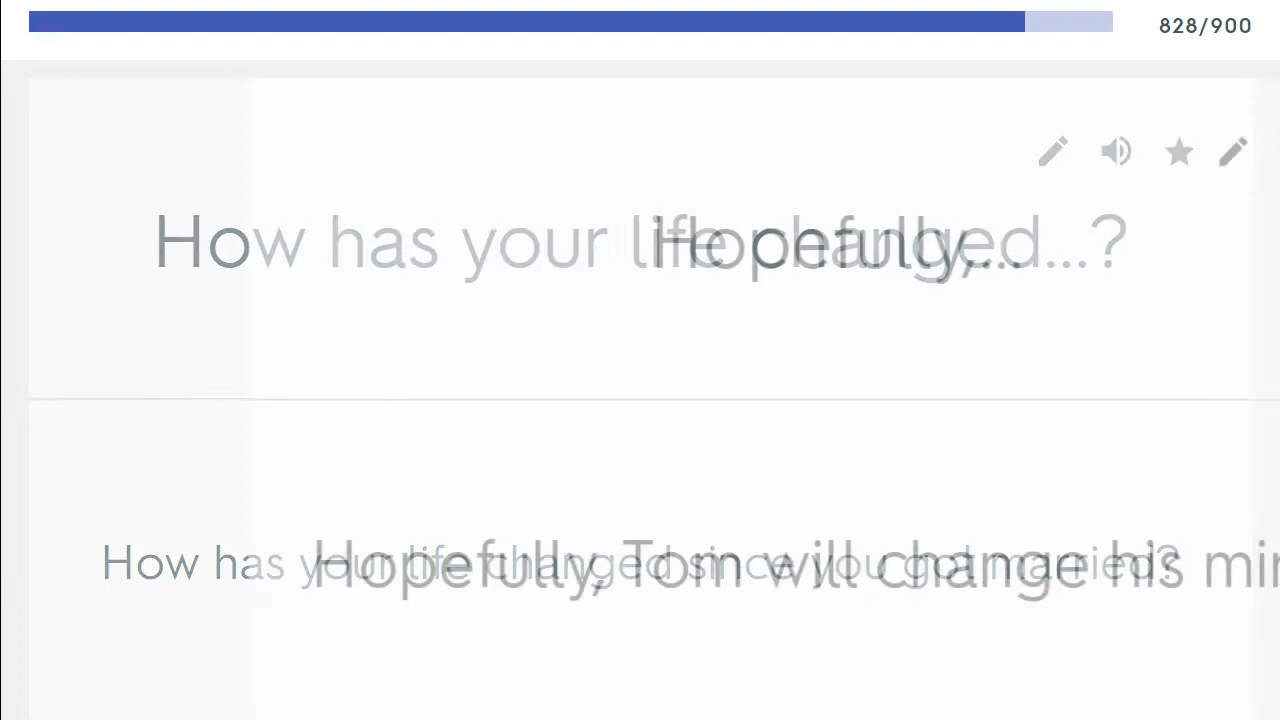 828/900
How has your life changed...?
Hopefully,...
How has your life changed since you got married?
Hopefully, Tom will change his